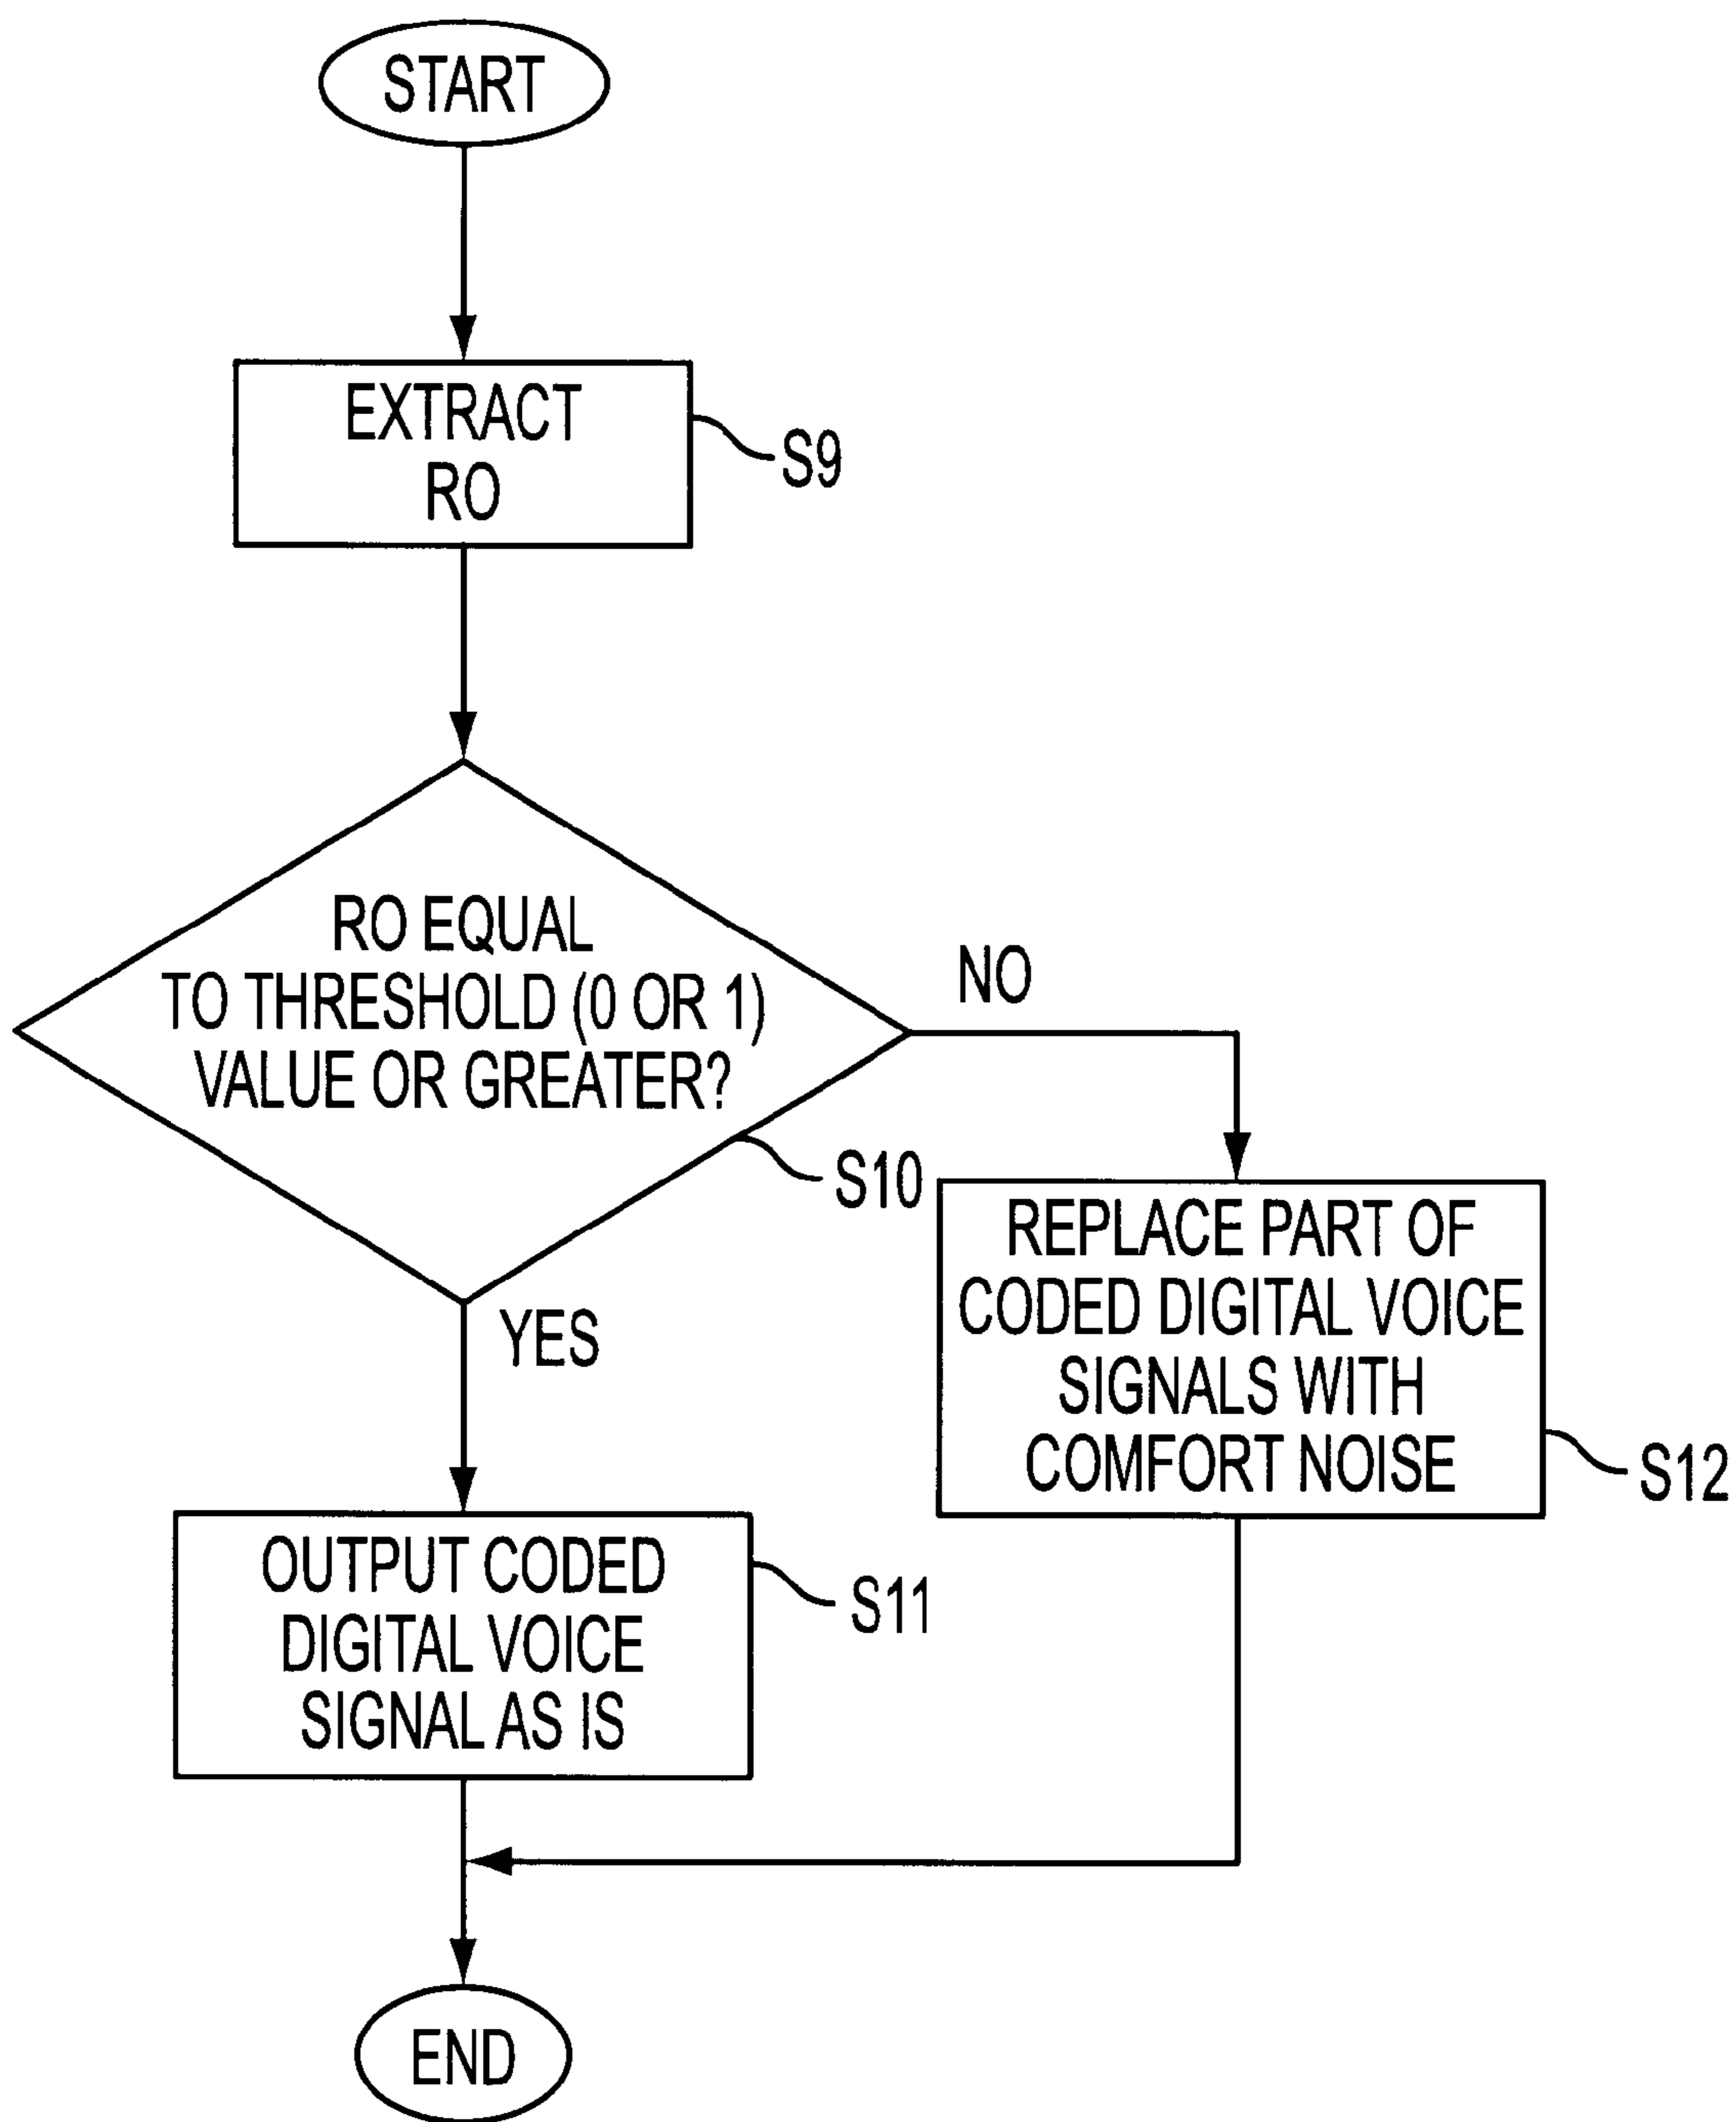 START
EXTRACT
RO
S9
RO EQUAL
TO THRESHOLD (0 OR 1)
VALUE OR GREATER?
S10
NO
YES
REPLACE PART OF
CODED DIGITAL VOICE
SIGNALS WITH
COMFORT NOISE
S12
OUTPUT CODED
DIGITAL VOICE
SIGNAL AS IS
S11
END